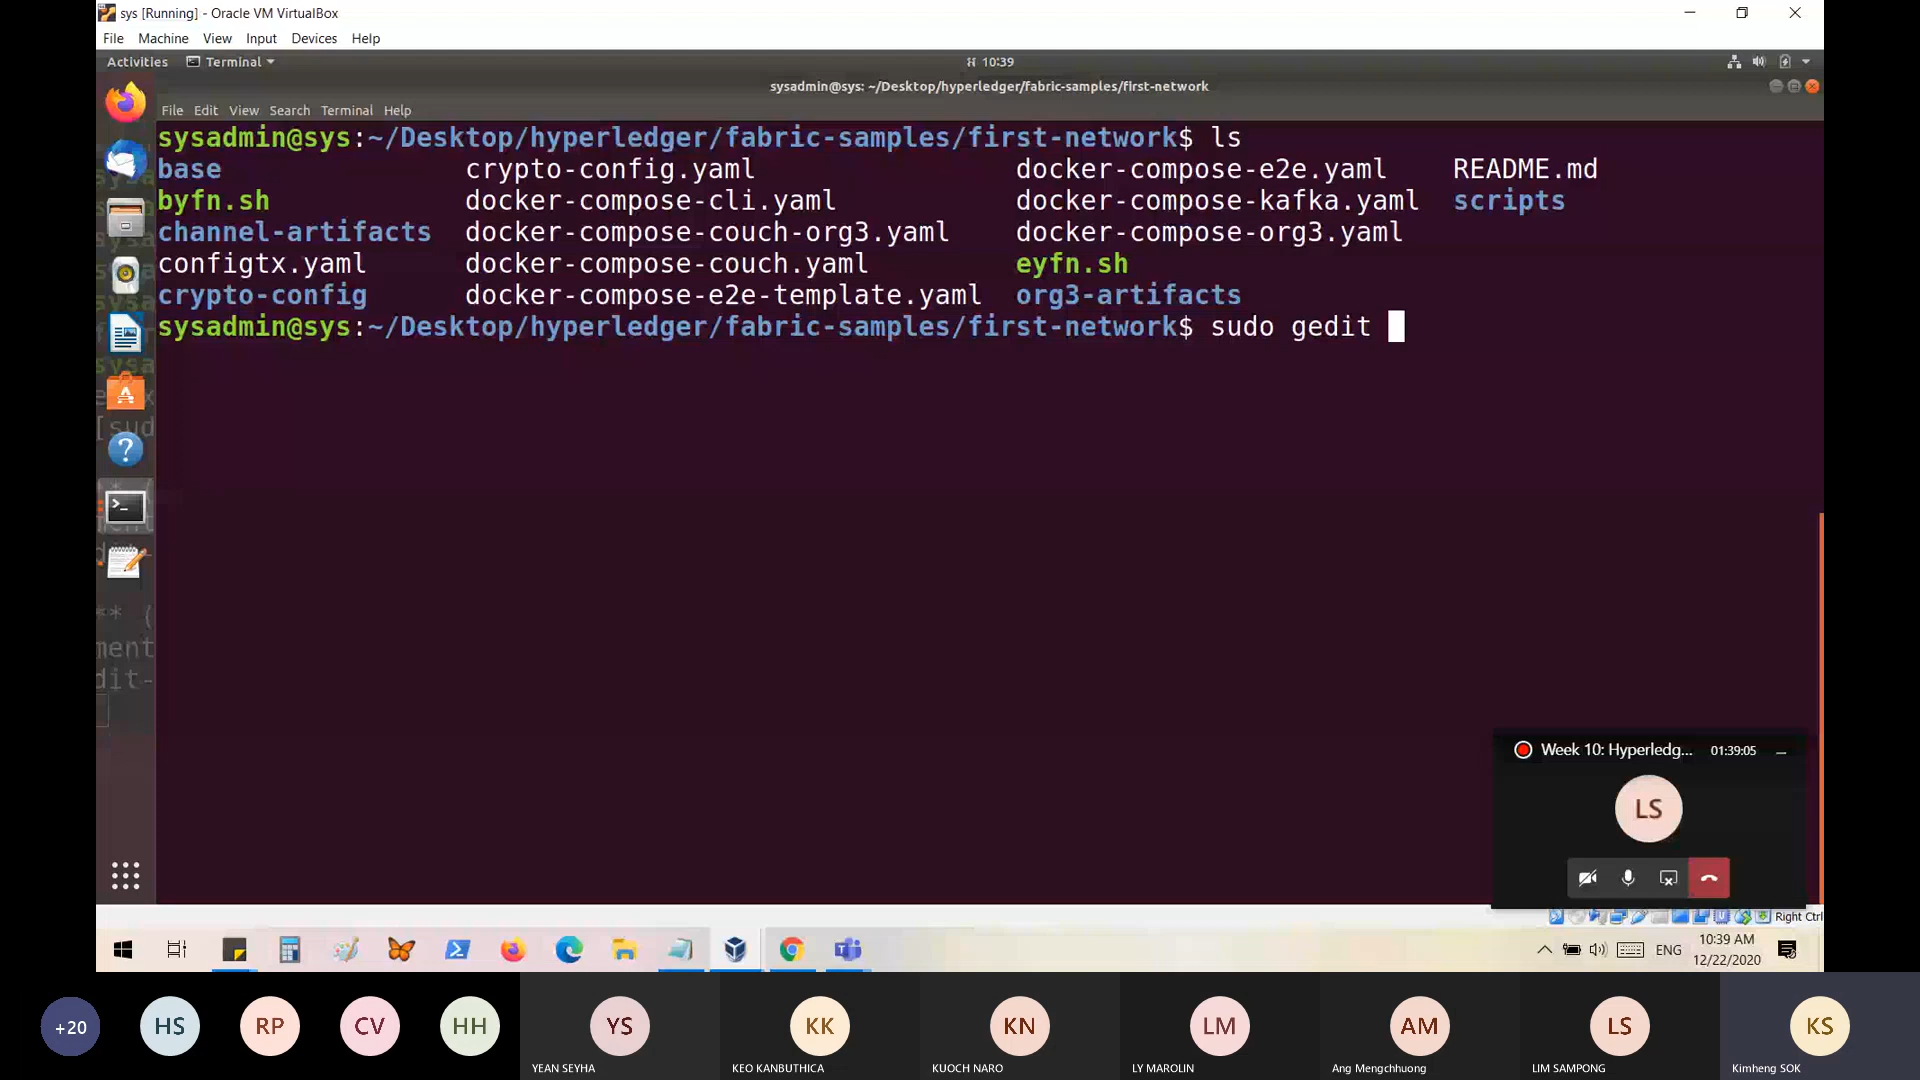 sys [Running] - Oracle VM VirtualBox
File Machine View Input Devices Help
Activities Terminal 10:39
sysadmin@sys: ~/Desktop/hyperledger/fabric-samples/first-network
File Edit View Search Terminal Help
sysadmin@sys:~/Desktop/hyperledger/fabric-samples/first-network$ ls
base crypto-config.yaml docker-compose-e2e.yaml README.md
byfn.sh docker-compose-cli.yaml docker-compose-kafka.yaml scripts
channel-artifacts docker-compose-couch-org3.yaml docker-compose-org3.yaml
configtx.yaml docker-compose-couch.yaml eyfn.sh
crypto-config docker-compose-e2e-template.yaml org3-artifacts
sysadmin@sys:~/Desktop/hyperledger/fabric-samples/first-network$ sudo gedit
[sud
** (
ment
dit-
Week 10: Hyperledg... 01:39:05
LS
Right Ctrl
ENG 10:39 AM
12/22/2020
+20 HS RP CV HH YS KK KN LM AM LS KS
YEAN SEYHA KEO KANBUTHICA KUOCH NARO LY MAROLIN Ang Mengchhuong LIM SAMPONG Kimheng SOK